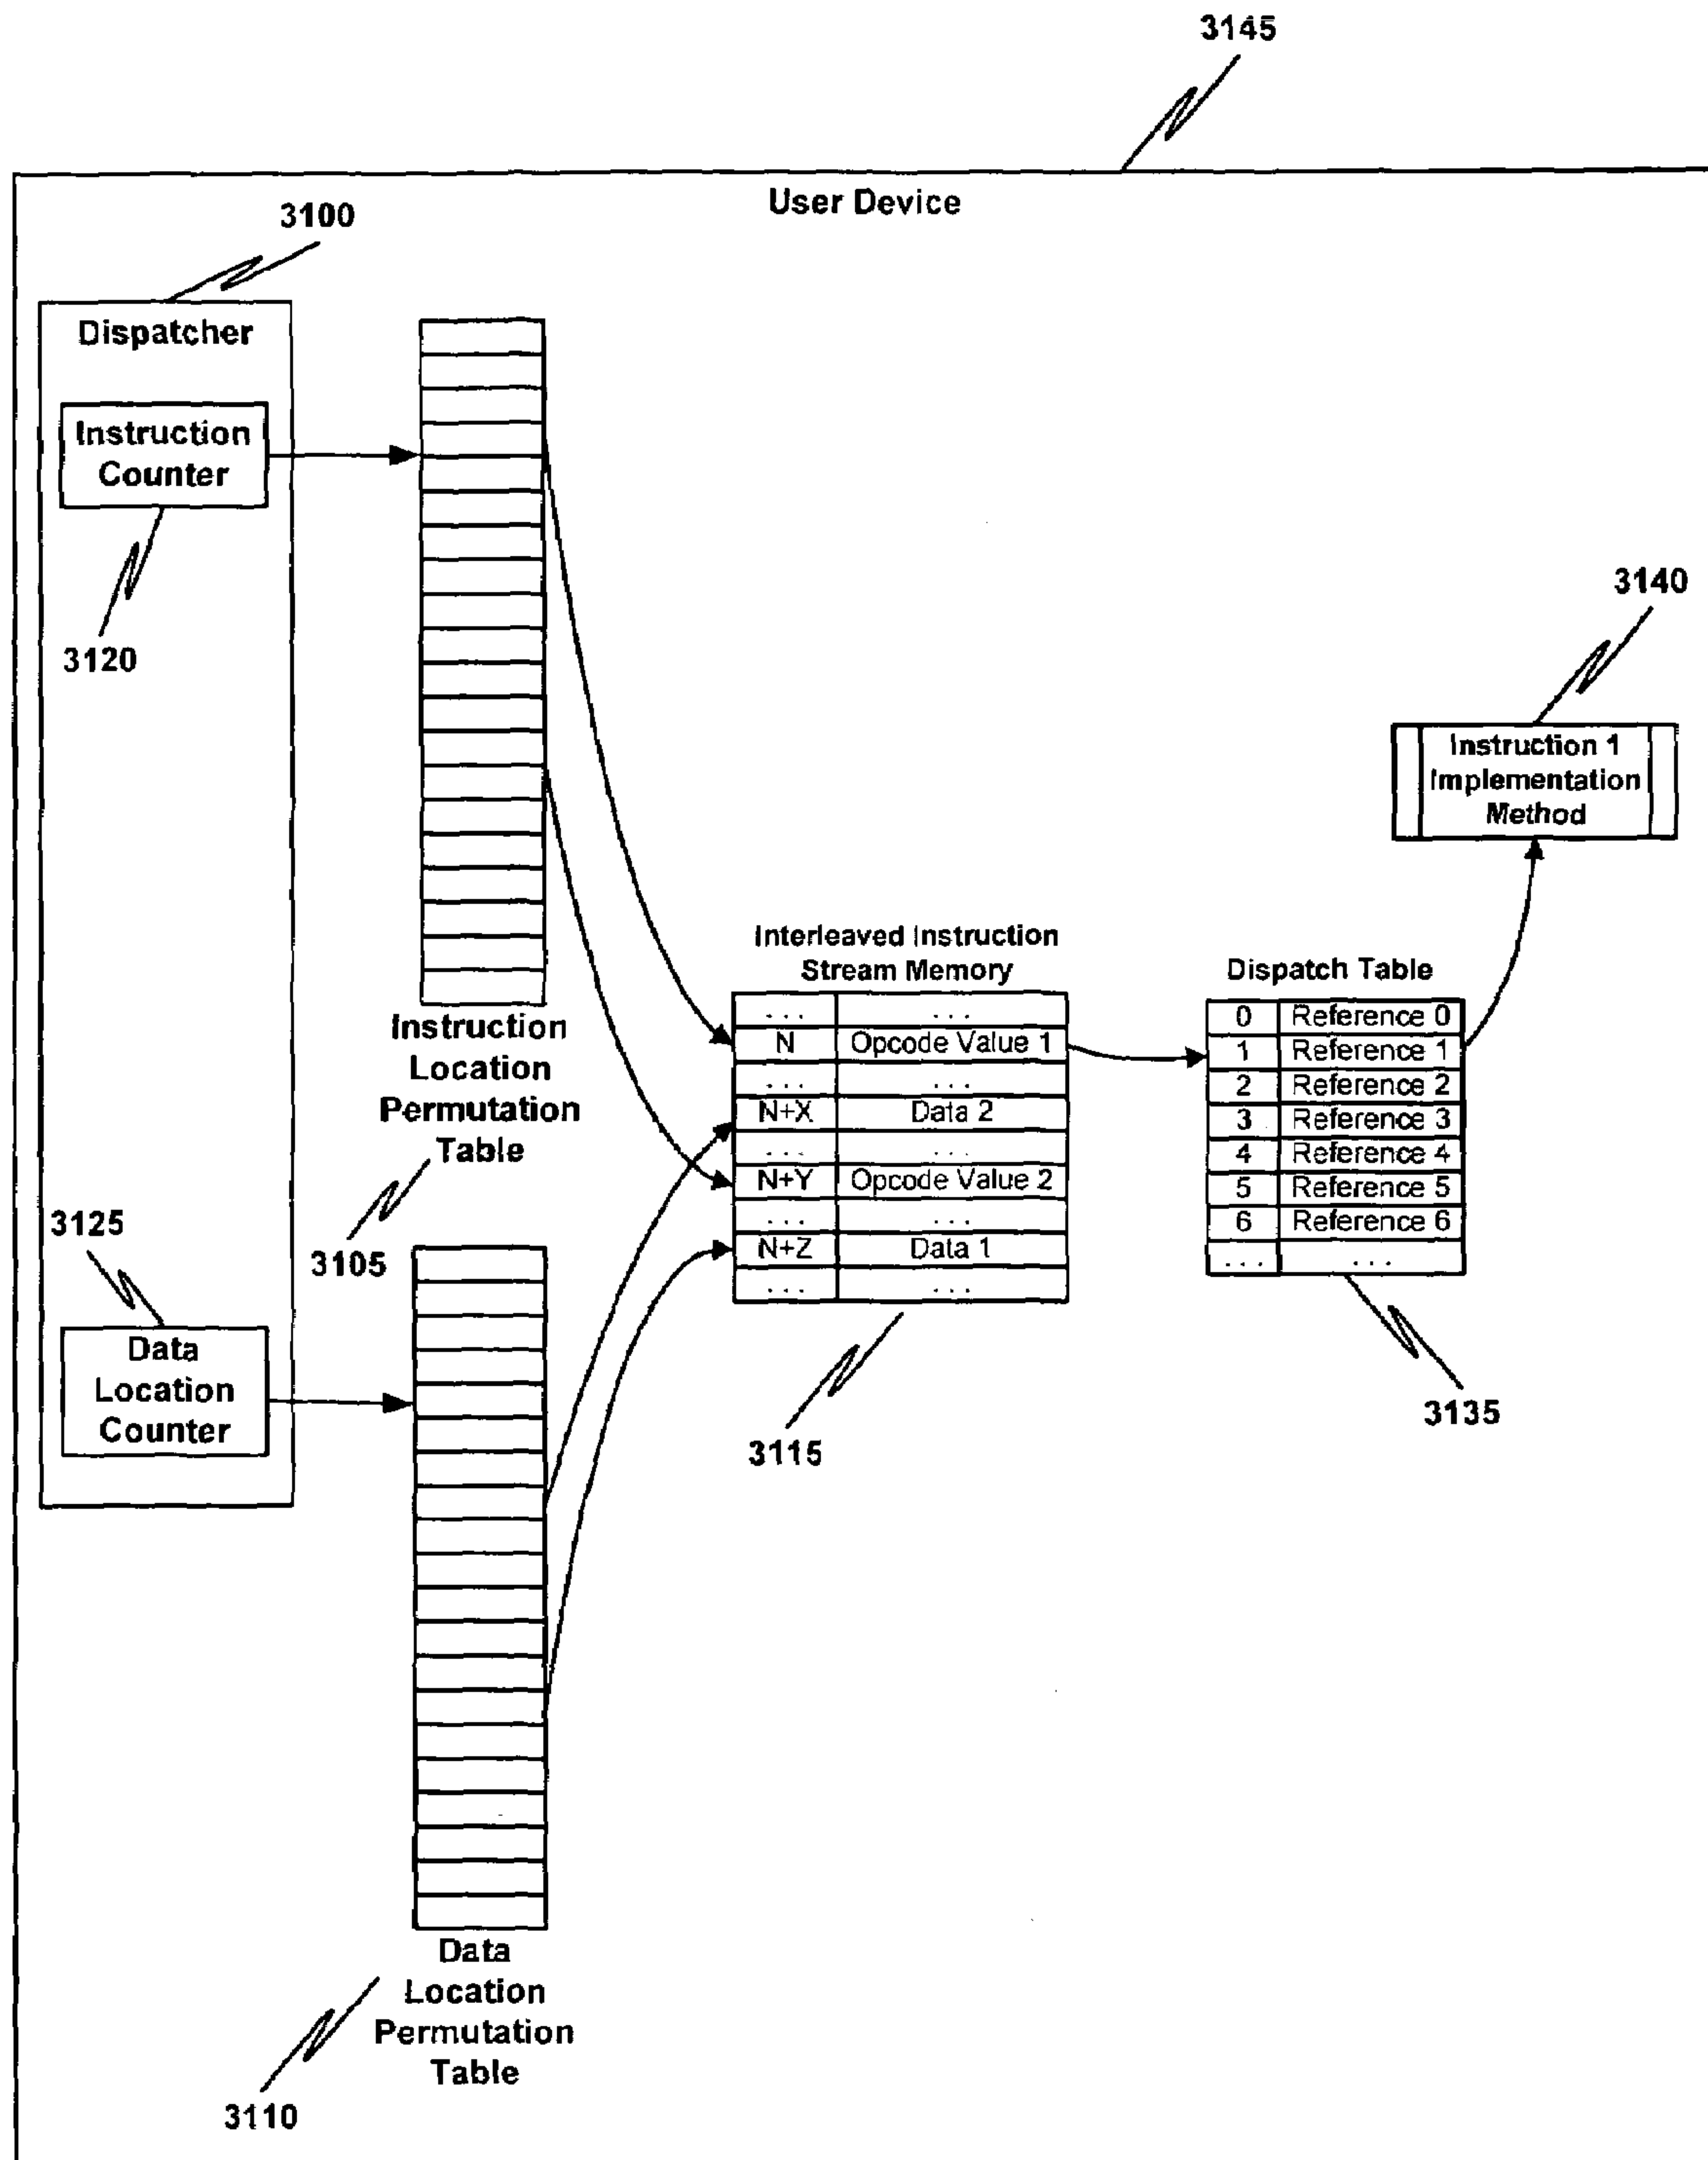 3145
User Device
3100
Dispatcher
Instruction
Counter
3120
3140
Instruction 1
Implementation
Method
Interleaved Instruction
Stream Memory
... ...
N Opcode Value 1
... ...
N+X Data 2
... ...
N+Y Opcode Value 2
... ...
N+Z Data 1
... ...
3115
Dispatch Table
0 Reference 0
1 Reference 1
2 Reference 2
3 Reference 3
4 Reference 4
5 Reference 5
6 Reference 6
... ...
3135
Instruction
Location
Permutation
Table
3105
3125
Data
Location
Counter
Data
Location
Permutation
Table
3110